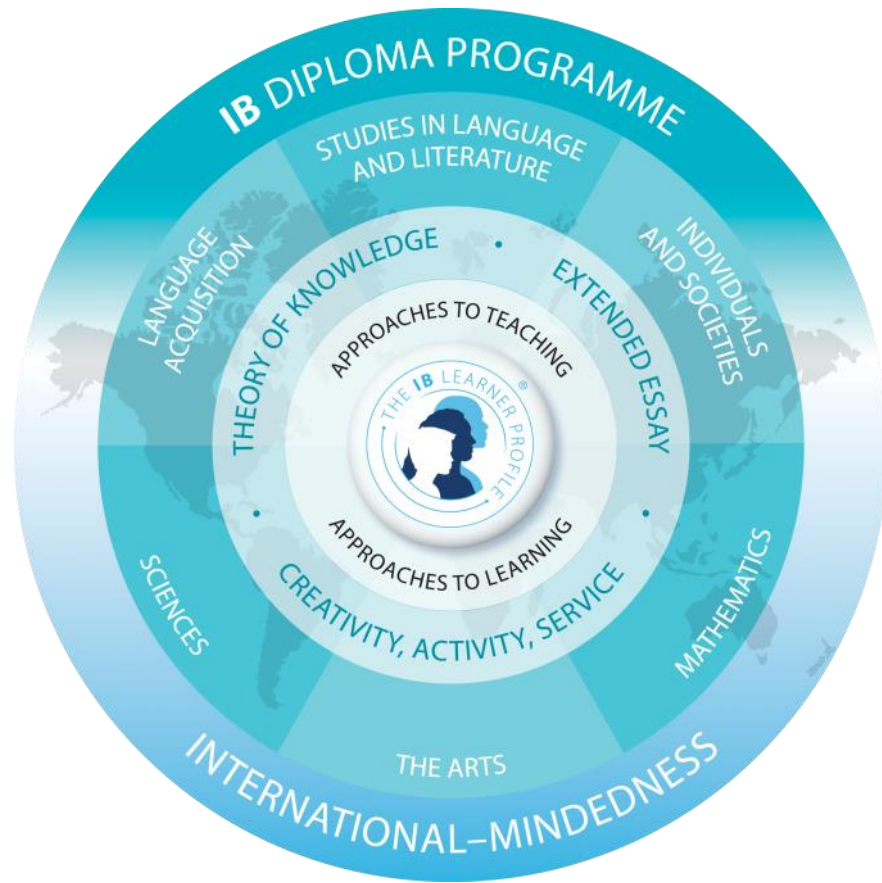 IB DIPLOMA PROGRAMME
STUDIES IN LANGUAGE
AND LITERATURE
LANGUAGE
ACQUISITION
INDIVIDUALS
AND SOCIETIES
THEORY OF KNOWLEDGE
•
EXTENDED ESSAY
APPROACHES TO TEACHING
• THE IB LEARNER PROFILE •
®
APPROACHES TO LEARNING
•
CREATIVITY, ACTIVITY, SERVICE
•
SCIENCES
MATHEMATICS
THE ARTS
INTERNATIONAL–MINDEDNESS